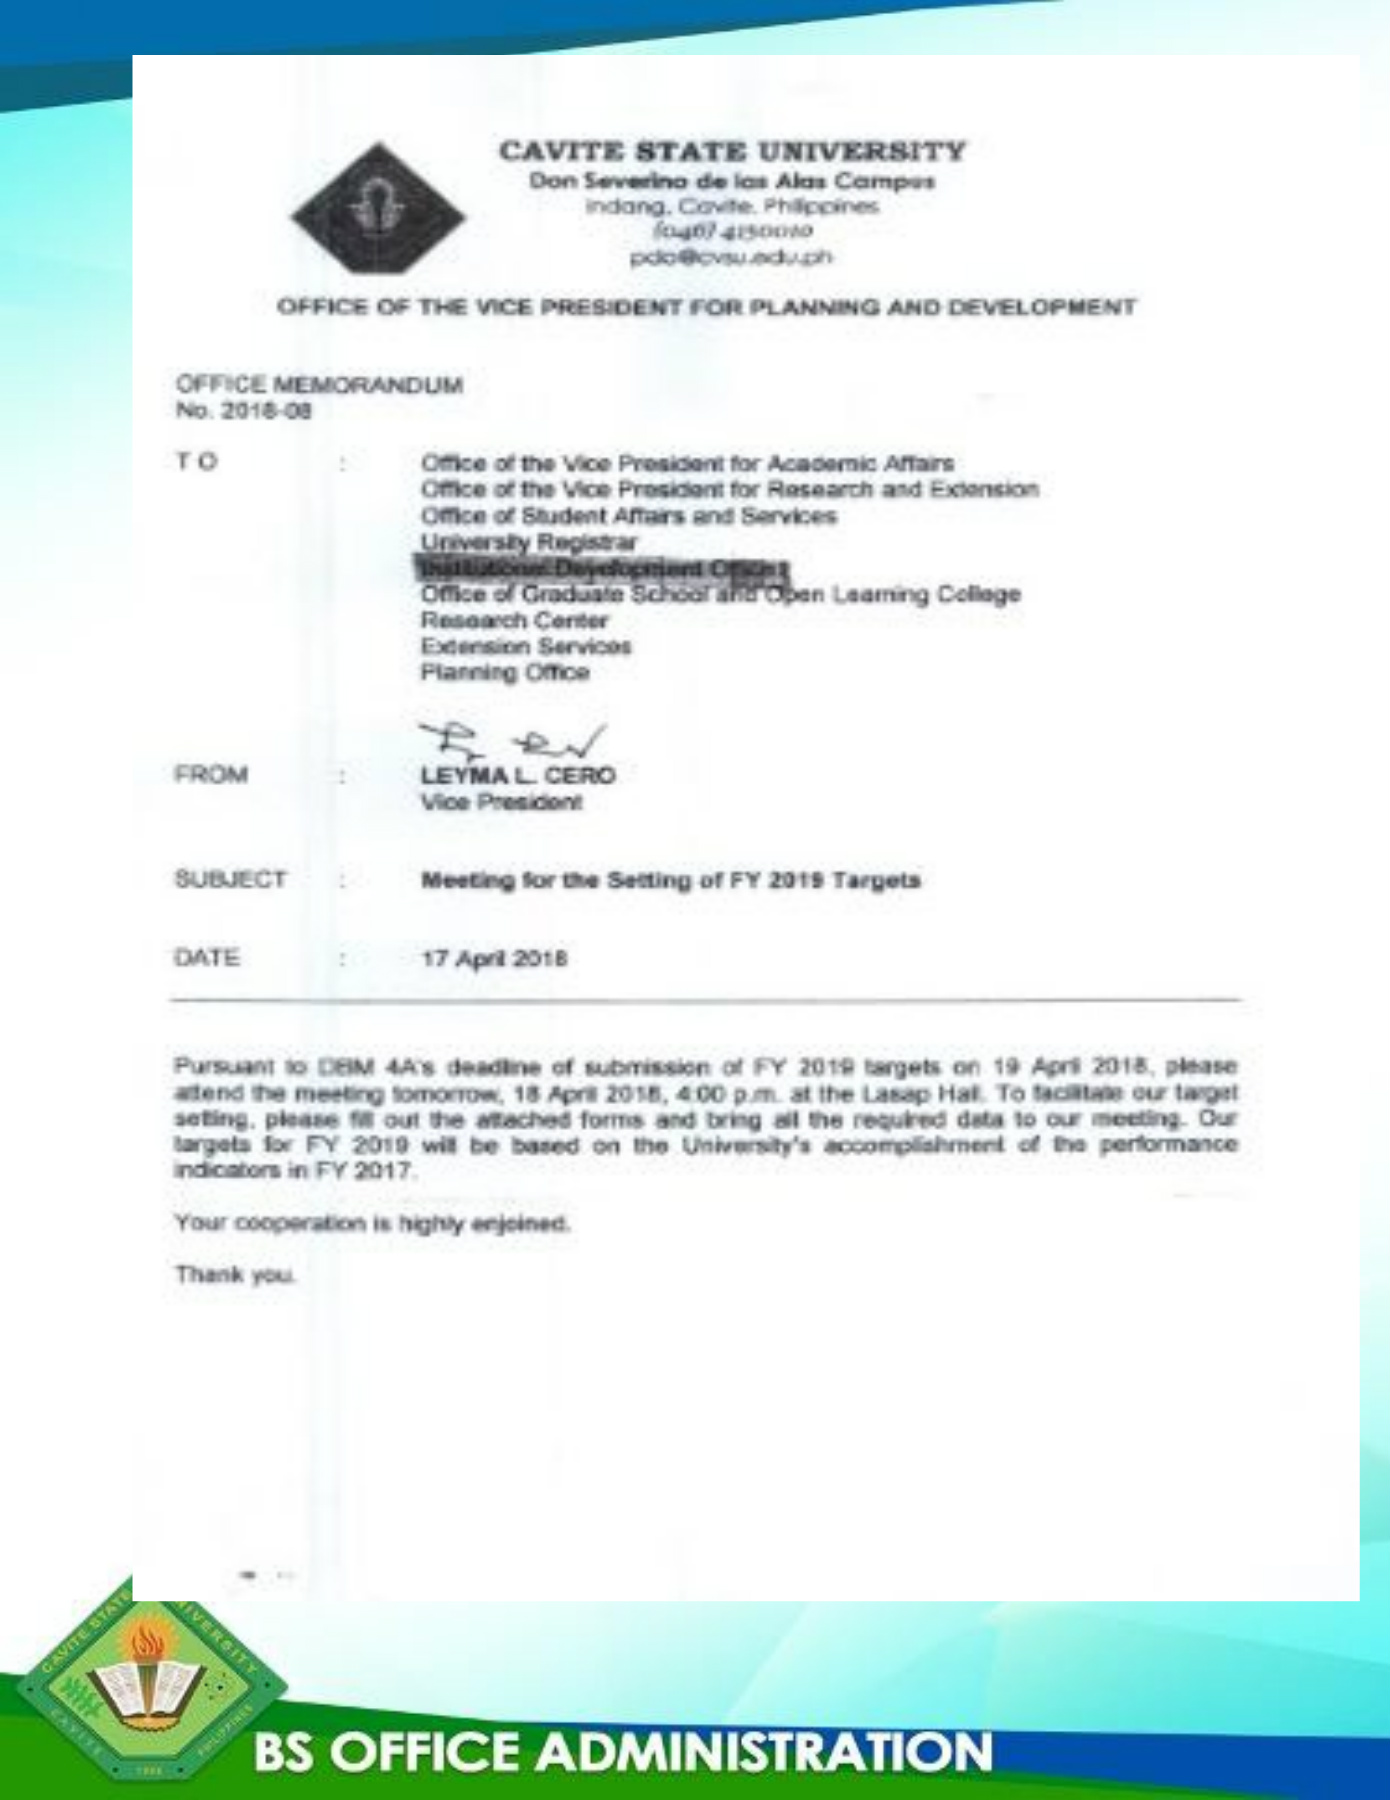 CAVITE STATE UNIVERSITY
Don Severino de las Alas Campus
Indang, Cavite, Philippines
(046) 4150010
pdo@cvsu.edu.ph
OFFICE OF THE VICE PRESIDENT FOR PLANNING AND DEVELOPMENT
OFFICE MEMORANDUM
No. 2018-08
T O : Office of the Vice President for Academic Affairs
Office of the Vice President for Research and Extension
Office of Student Affairs and Services
University Registrar
Institutional Development Office
Office of Graduate School and Open Learning College
Research Center
Extension Services
Planning Office
FROM : LEYMA L. CERO
Vice President
SUBJECT : Meeting for the Setting of FY 2019 Targets
DATE : 17 April 2018
Pursuant to DBM 4A's deadline of submission of FY 2019 targets on 19 April 2018, please
attend the meeting tomorrow, 18 April 2018, 4:00 p.m. at the Lasap Hall. To facilitate our target
setting, please fill out the attached forms and bring all the required data to our meeting. Our
targets for FY 2019 will be based on the University's accomplishment of the performance
indicators in FY 2017.
Your cooperation is highly enjoined.
Thank you.
CAVITE STATE UNIVERSITY
CAVITE
1906
PHILIPPINES
BS OFFICE ADMINISTRATION